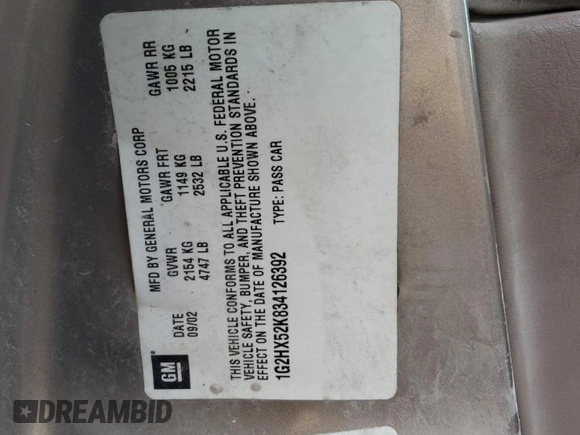 GM
MFD BY GENERAL MOTORS CORP
DATE GVWR GAWR FRT GAWR RR
09/02 2154 KG 1149 KG 1005 KG
4747 LB 2532 LB 2215 LB
THIS VEHICLE CONFORMS TO ALL APPLICABLE U.S. FEDERAL MOTOR
VEHICLE SAFETY, BUMPER, AND THEFT PREVENTION STANDARDS IN
EFFECT ON THE DATE OF MANUFACTURE SHOWN ABOVE.
1G2HX52K834126392 TYPE: PASS CAR
DREAMBID